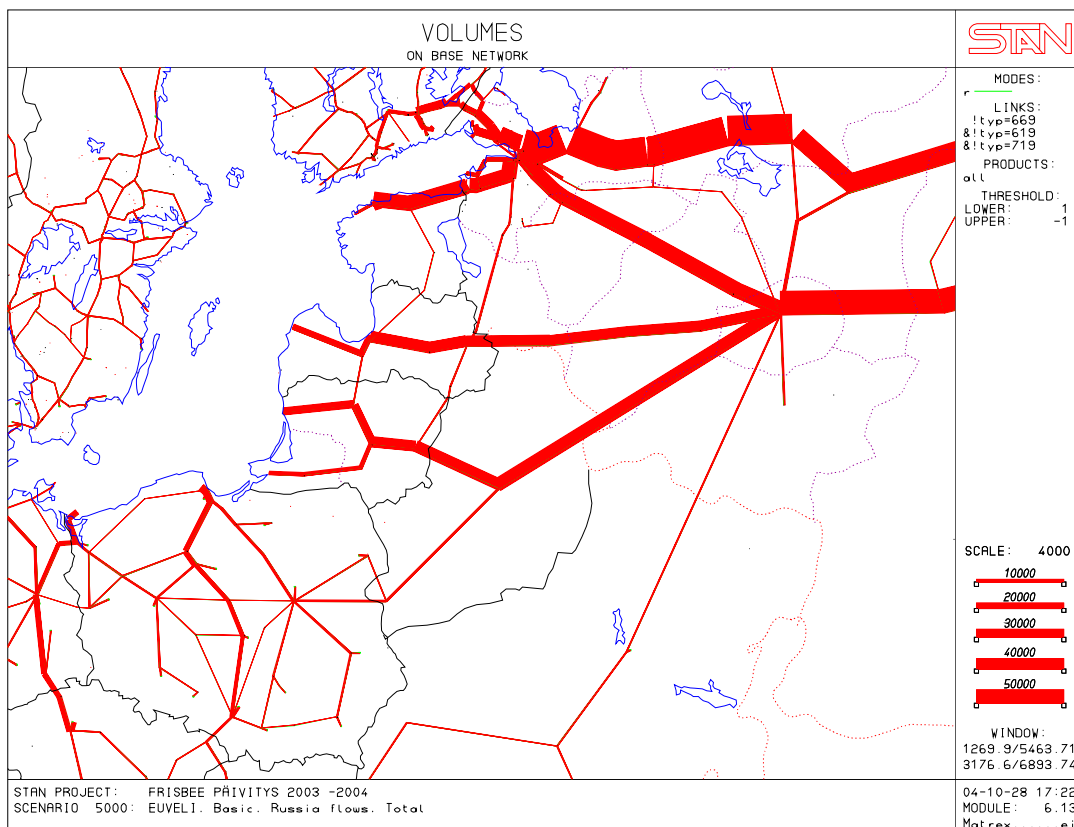 VOLUMES
ON BASE NETWORK
STAN
MODES:
r
LINKS:
!typ=669
&!typ=619
&!typ=719
PRODUCTS:
all
THRESHOLD:
LOWER: 1
UPPER: -1
SCALE: 4000
10000
20000
30000
40000
50000
WINDOW:
1269.9/5463.71
3176.6/6893.74
STAN PROJECT: FRISBEE PÄIVITYS 2003 -2004
SCENARIO 5000: EUVELI. Basic. Russia flows. Total
04-10-28 17:22
MODULE: 6.13